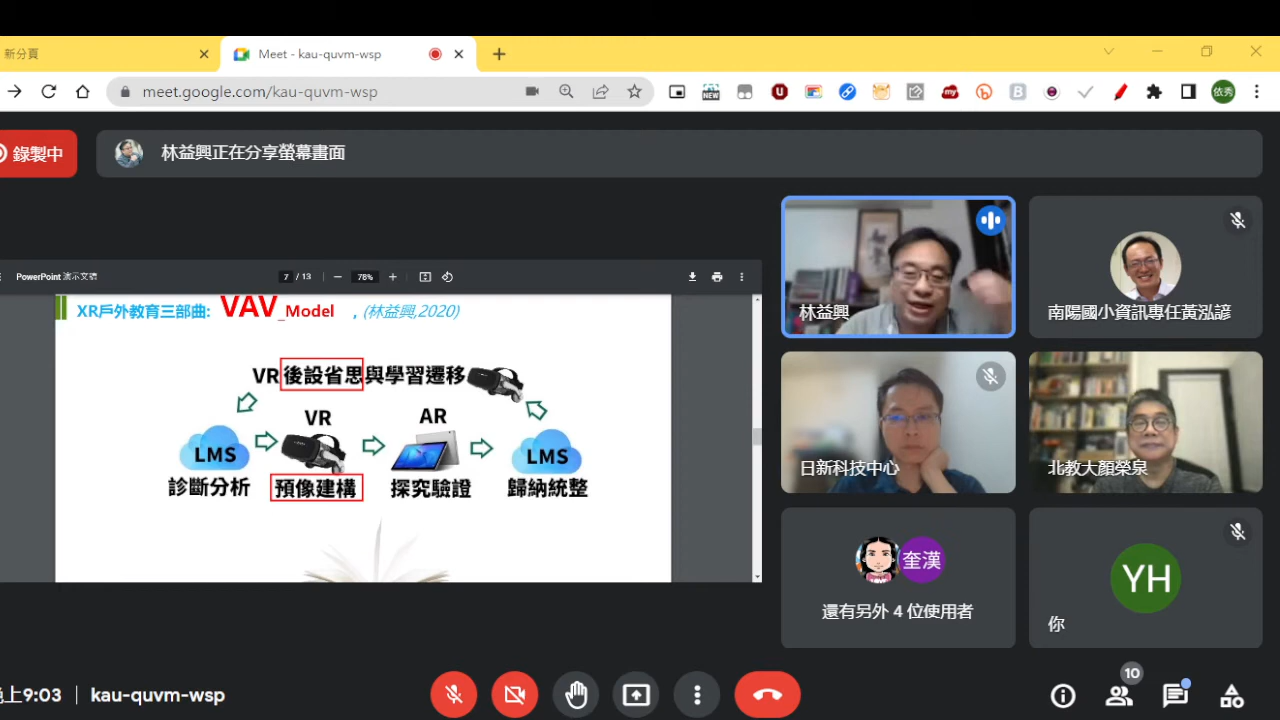 新分頁
Meet - kau-quvm-wsp
meet.google.com/kau-quvm-wsp
NEW
my
B
依秀
錄製中
林益興正在分享螢幕畫面
PowerPoint 演示文稿
7 / 13
78%
XR戶外教育三部曲: VAV_Model , (林益興,2020)
VR後設省思與學習遷移
VR
AR
LMS
LMS
診斷分析
預像建構
探究驗證
歸納統整
林益興
南陽國小資訊專任黃泓諺
日新科技中心
北教大顏榮泉
奎漢
還有另外 4 位使用者
YH
你
晚上9:03
kau-quvm-wsp
10